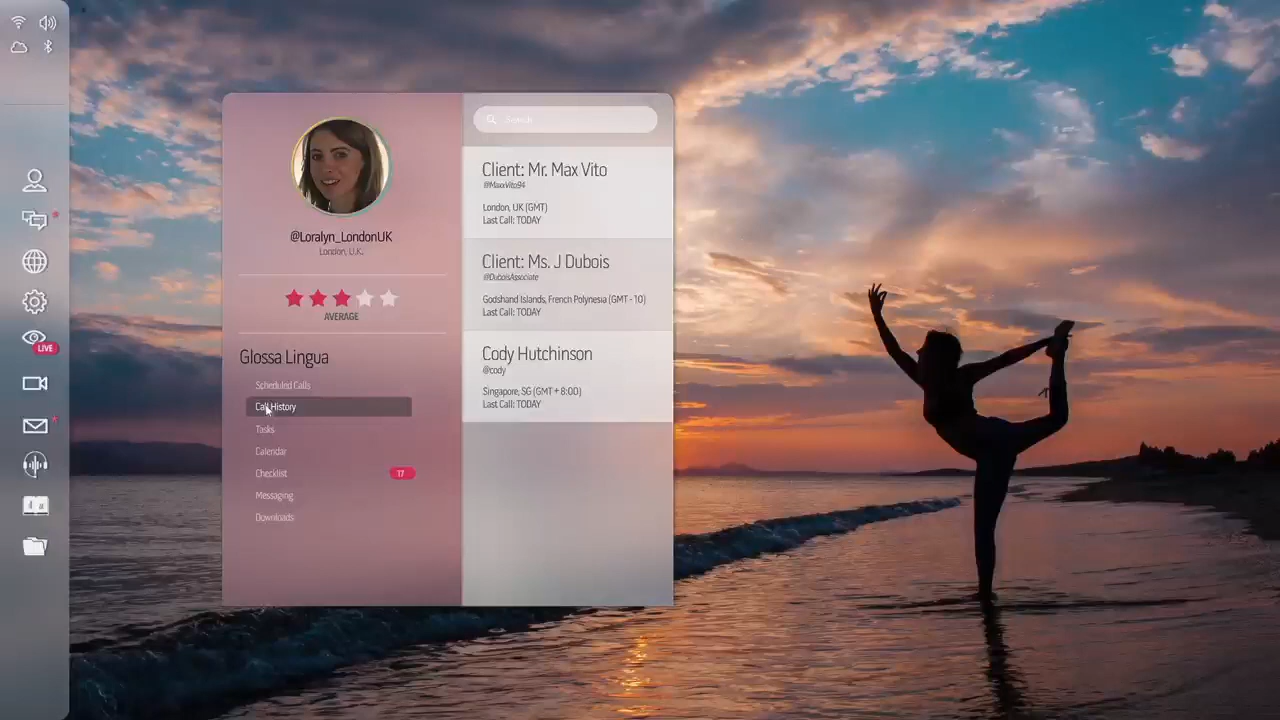 LIVE
@Loralyn_LondonUK
London, U.K.
AVERAGE
Glossa Lingua
Scheduled Calls
Call History
Tasks
Calendar
Checklist 17
Messaging
Downloads
Search
Client: Mr. Max Vito
@MaxxVito94
London, UK (GMT)
Last Call: TODAY
Client: Ms. J Dubois
@DuboisAssociate
Godshand Islands, French Polynesia (GMT - 10)
Last Call: TODAY
Cody Hutchinson
@cody
Singapore, SG (GMT + 8:00)
Last Call: TODAY